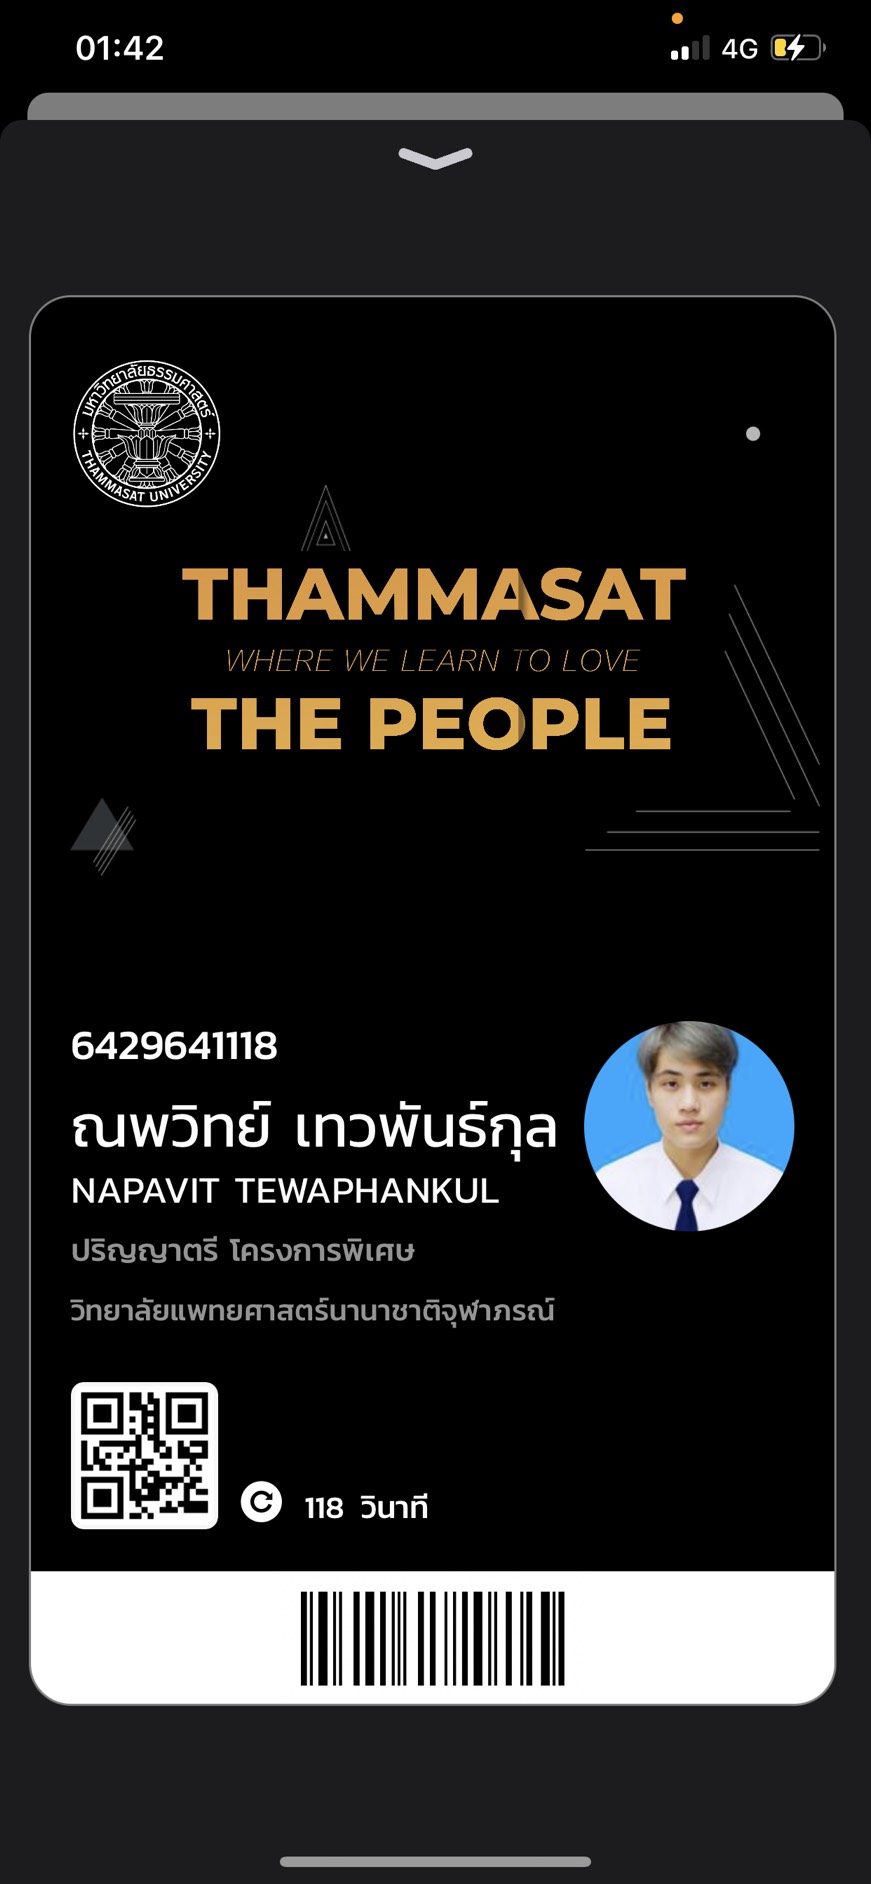 01:42
4G
มหาวิทยาลัยธรรมศาสตร์
THAMMASAT UNIVERSITY
THAMMASAT
WHERE WE LEARN TO LOVE
THE PEOPLE
6429641118
ณพวิทย์ เทวพันธ์กุล
NAPAVIT TEWAPHANKUL
ปริญญาตรี โครงการพิเศษ
วิทยาลัยแพทยศาสตร์นานาชาติจุฬาภรณ์
118 วินาที